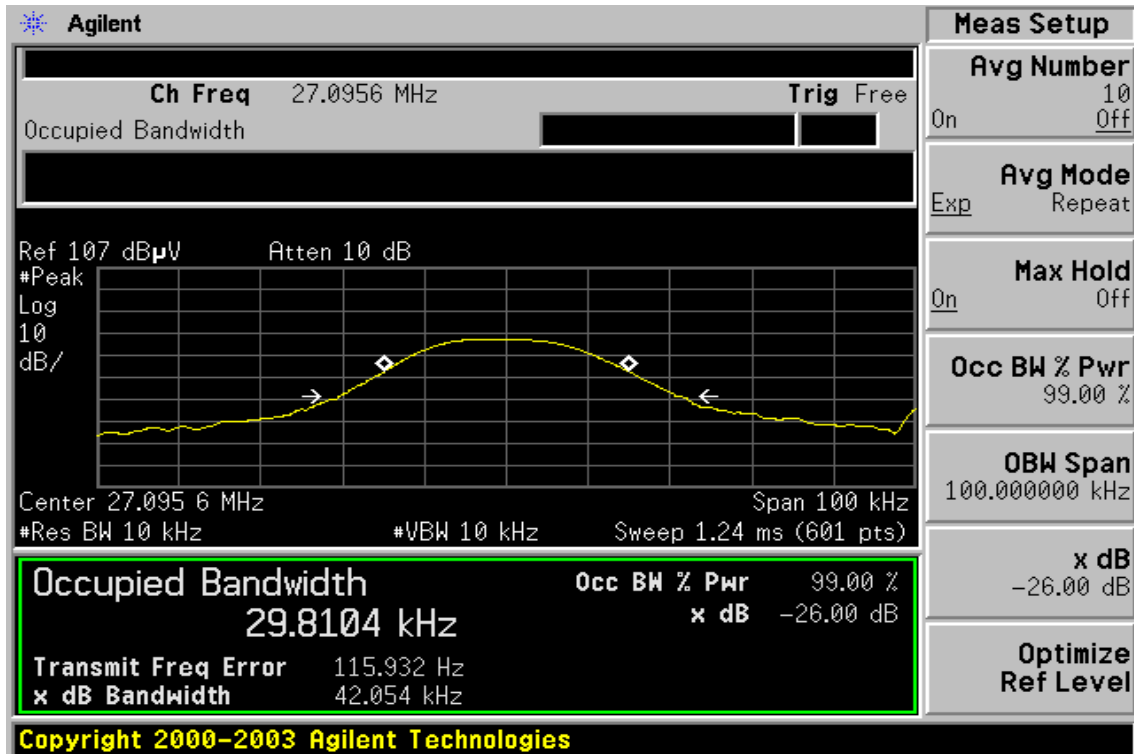 Agilent
Ch Freq 27.0956 MHz Trig Free
Occupied Bandwidth
Ref 107 dBµV Atten 10 dB
#Peak
Log
10
dB/
Center 27.095 6 MHz Span 100 kHz
#Res BW 10 kHz #VBW 10 kHz Sweep 1.24 ms (601 pts)
Occupied Bandwidth Occ BW % Pwr 99.00 %
29.8104 kHz x dB -26.00 dB
Transmit Freq Error 115.932 Hz
x dB Bandwidth 42.054 kHz
Copyright 2000-2003 Agilent Technologies
Meas Setup
Avg Number
10
On Off
Avg Mode
Exp Repeat
Max Hold
On Off
Occ BW % Pwr
99.00 %
OBW Span
100.000000 kHz
x dB
-26.00 dB
Optimize
Ref Level